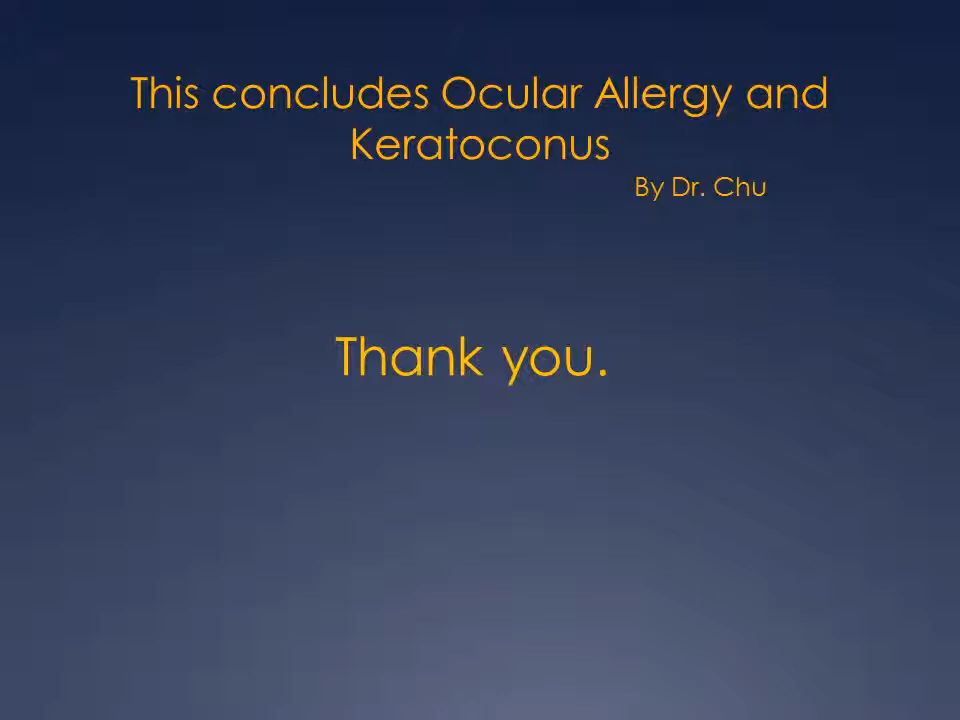 This concludes Ocular Allergy and
Keratoconus
By Dr. Chu
Thank you.